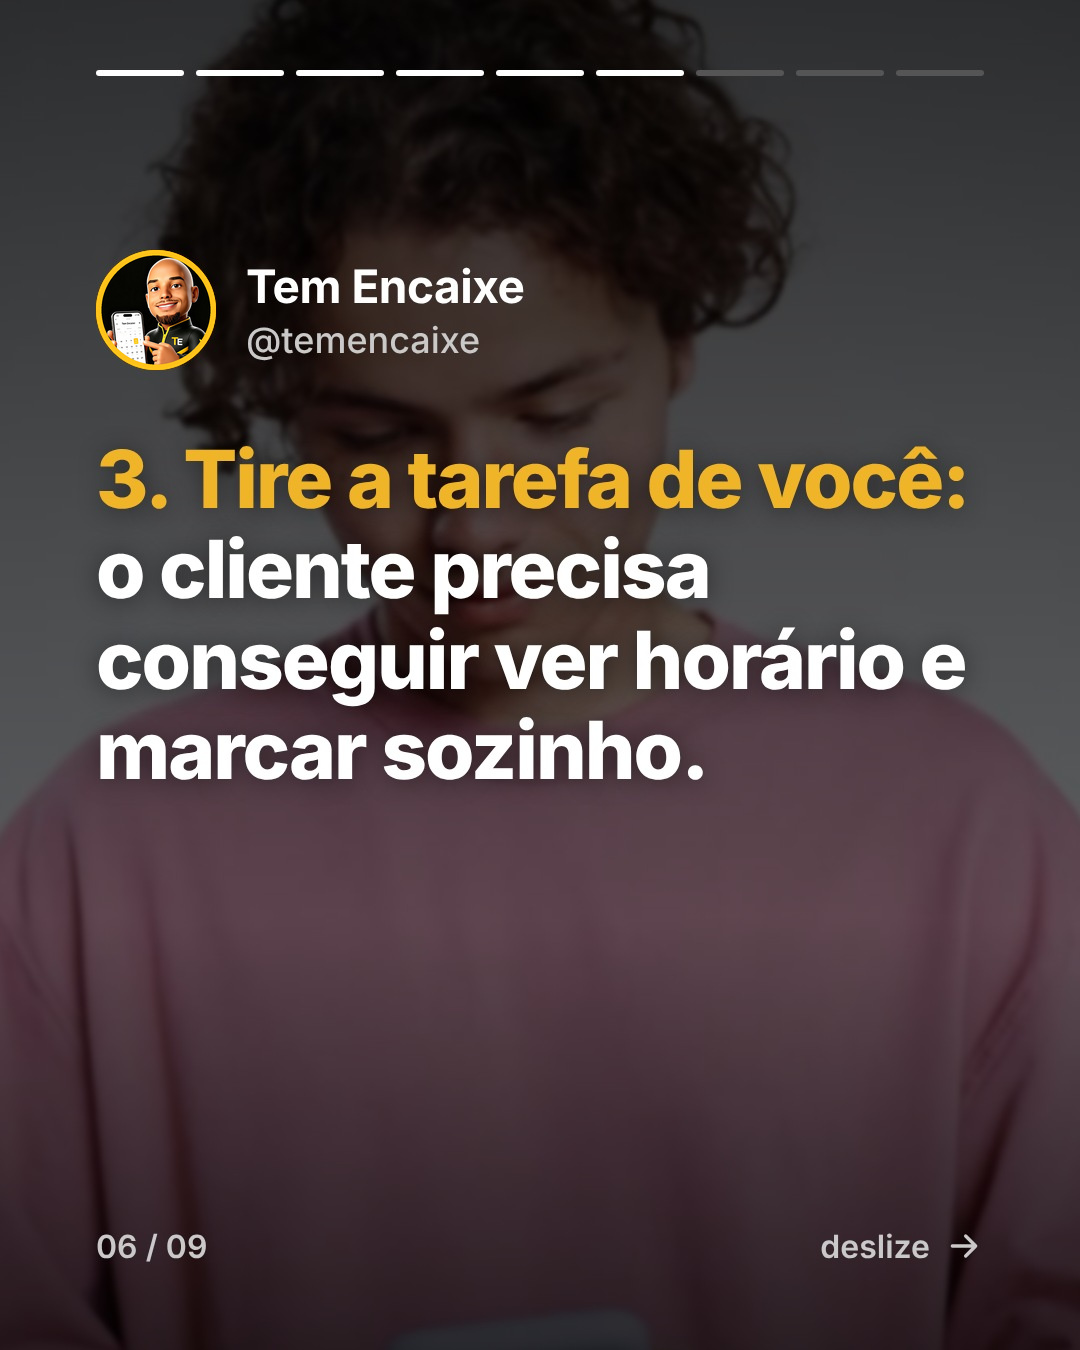 Tem Encaixe
@temencaixe
3. Tire a tarefa de você:
o cliente precisa
conseguir ver horário e
marcar sozinho.
06 / 09
deslize →